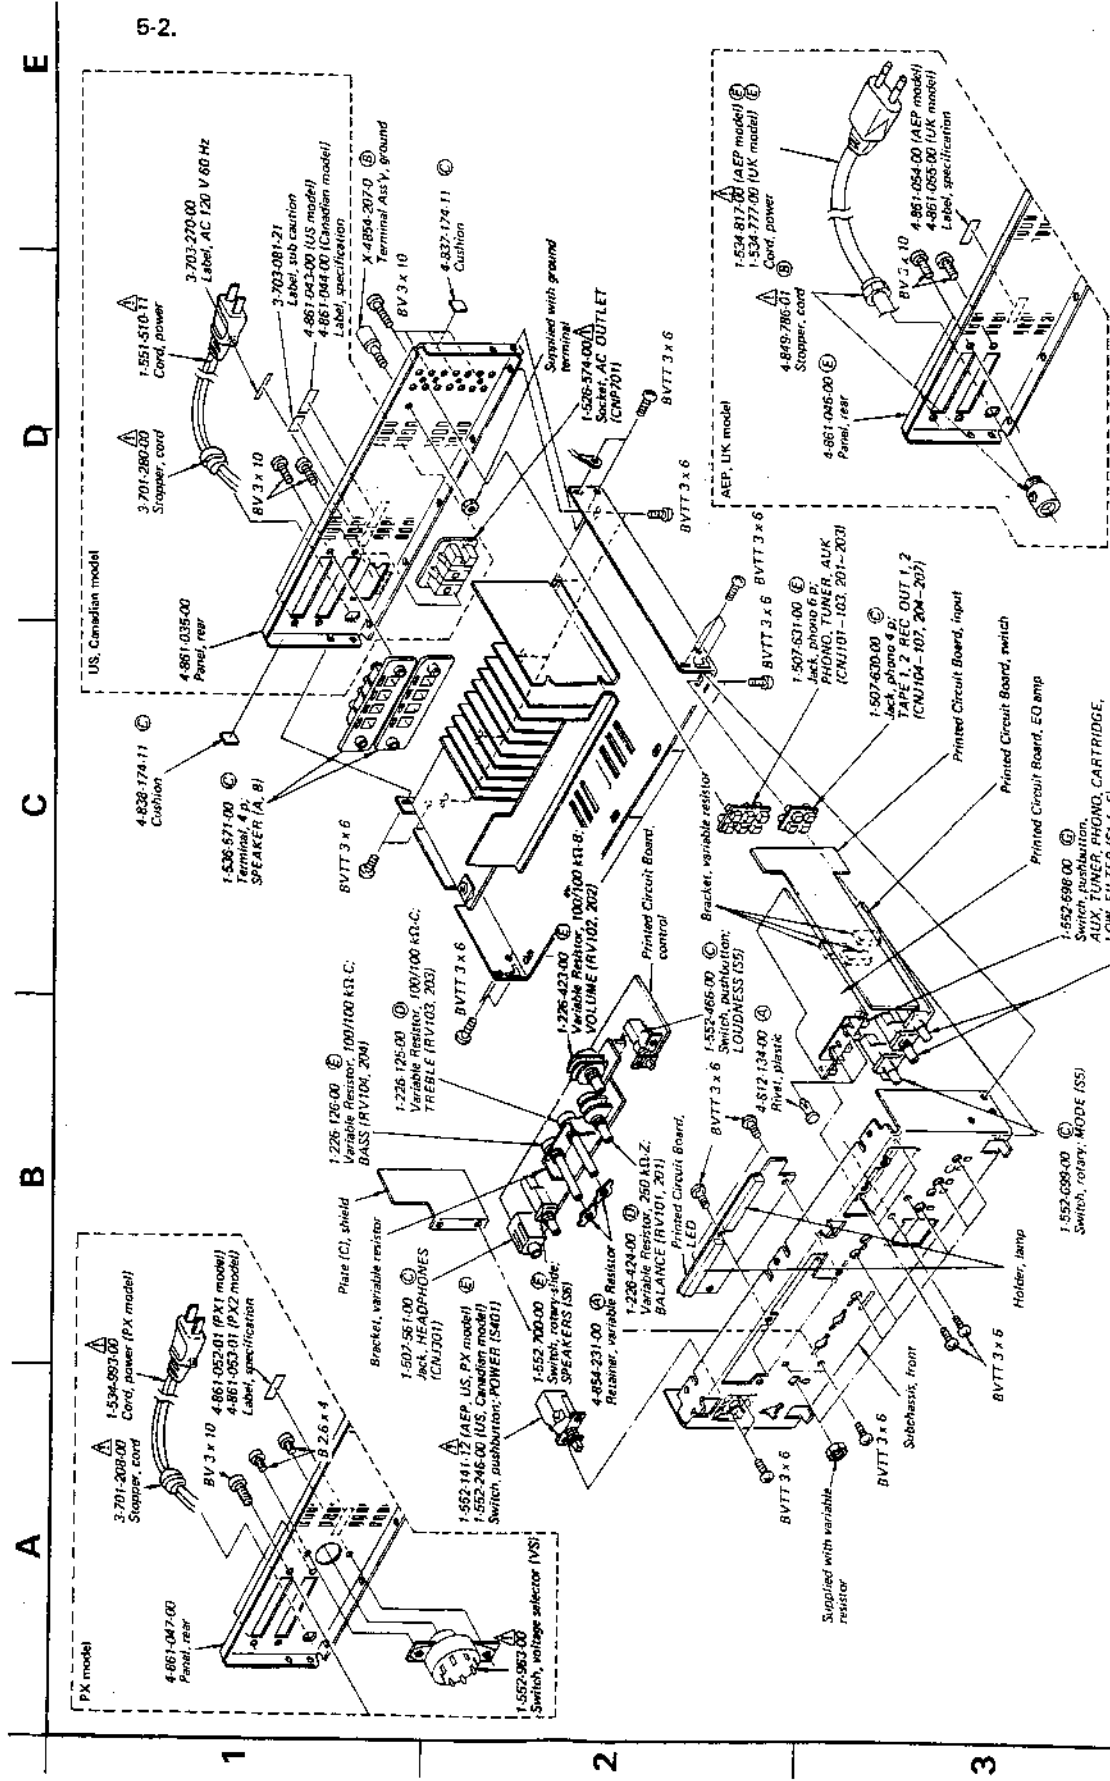 5-2.
A
B
C
D
E
1
2
3
PX model
4-861-047-00
Panel, rear
3-701-208-00
Stopper, cord
1-534-993-00
Cord, power (PX model)
BV 3 x 10
4-861-052-01 (PX1 model)
4-861-053-01 (PX2 model)
Label, specification
B 2.6 x 4
1-552-963-00
Switch, voltage selector (VS)
US, Canadian model
4-861-035-00
Panel, rear
3-701-280-00
Stopper, cord
1-551-510-11
Cord, power
3-703-270-00
Label, AC 120 V 60 Hz
BV 3 x 10
3-703-081-21
Label, sub caution
4-861-043-00 (US model)
4-861-044-00 (Canadian model)
Label, specification
X-4854-207-0 Ⓑ
Terminal Ass'y, ground
BV 3 x 10
4-837-174-11 Ⓒ
Cushion
Supplied with ground
terminal
1-526-574-00
Socket, AC OUTLET
(CNP701)
4-838-174-11 Ⓒ
Cushion
1-536-571-00 Ⓒ
Terminal, 4 p;
SPEAKER (A, B)
BVTT 3 x 6
BVTT 3 x 6
BVTT 3 x 6
BVTT 3 x 6
BVTT 3 x 6
BVTT 3 x 6
Plate (C), shield
Bracket, variable resistor
1-226-126-00 Ⓔ
Variable Resistor, 100/100 kΩ-C;
BASS (RV104, 204)
1-226-125-00 Ⓓ
Variable Resistor, 100/100 kΩ-C;
TREBLE (RV103, 203)
1-226-423-00 Ⓔ
Variable Resistor, 100/100 kΩ-B;
VOLUME (RV102, 202)
1-507-561-00 Ⓒ
Jack, HEADPHONES
(CNJ301)
1-552-141-12 (AEP, UK, PX model) Ⓔ
1-552-246-00 (US, Canadian model)
Switch, pushbutton; POWER (S401)
1-552-700-00 Ⓔ
Switch, rotary-slide;
SPEAKERS (S6)
4-854-231-00 Ⓐ
Retainer, variable Resistor
1-226-424-00 Ⓓ
Variable Resistor, 250 kΩ-Z;
BALANCE (RV101, 201)
Printed Circuit Board,
control
1-552-466-00 Ⓒ
Switch, pushbutton;
LOUDNESS (S5)
Printed Circuit Board,
LED
BVTT 3 x 6
4-812-134-00 Ⓐ
Rivet, plastic
Bracket, variable resistor
1-507-631-00 Ⓔ
Jack, phono 6 p;
PHONO, TUNER, AUX
(CNJ101-103, 201-203)
1-507-630-00 Ⓒ
Jack, phono 4 p;
TAPE 1, 2 REC OUT 1, 2
(CNJ104-107, 204-207)
Printed Circuit Board, input
Printed Circuit Board, switch
Printed Circuit Board, EQ amp
1-552-698-00 Ⓖ
Switch, pushbutton,
AUX, TUNER, PHONO, CARTRIDGE,
1-552-699-00 Ⓒ
Switch, rotary; MODE (S5)
Holder, lamp
BVTT 3 x 6
Subchassis, front
BVTT 3 x 6
BVTT 3 x 6
Supplied with variable
resistor
AEP, UK model
4-861-046-00 Ⓔ
Panel, rear
4-849-786-01 Ⓑ
Stopper, cord
1-534-817-00 (AEP model) Ⓔ
1-534-777-00 (UK model) Ⓔ
Cord, power
BV 3 x 10
4-861-054-00 (AEP model)
4-861-055-00 (UK model)
Label, specification